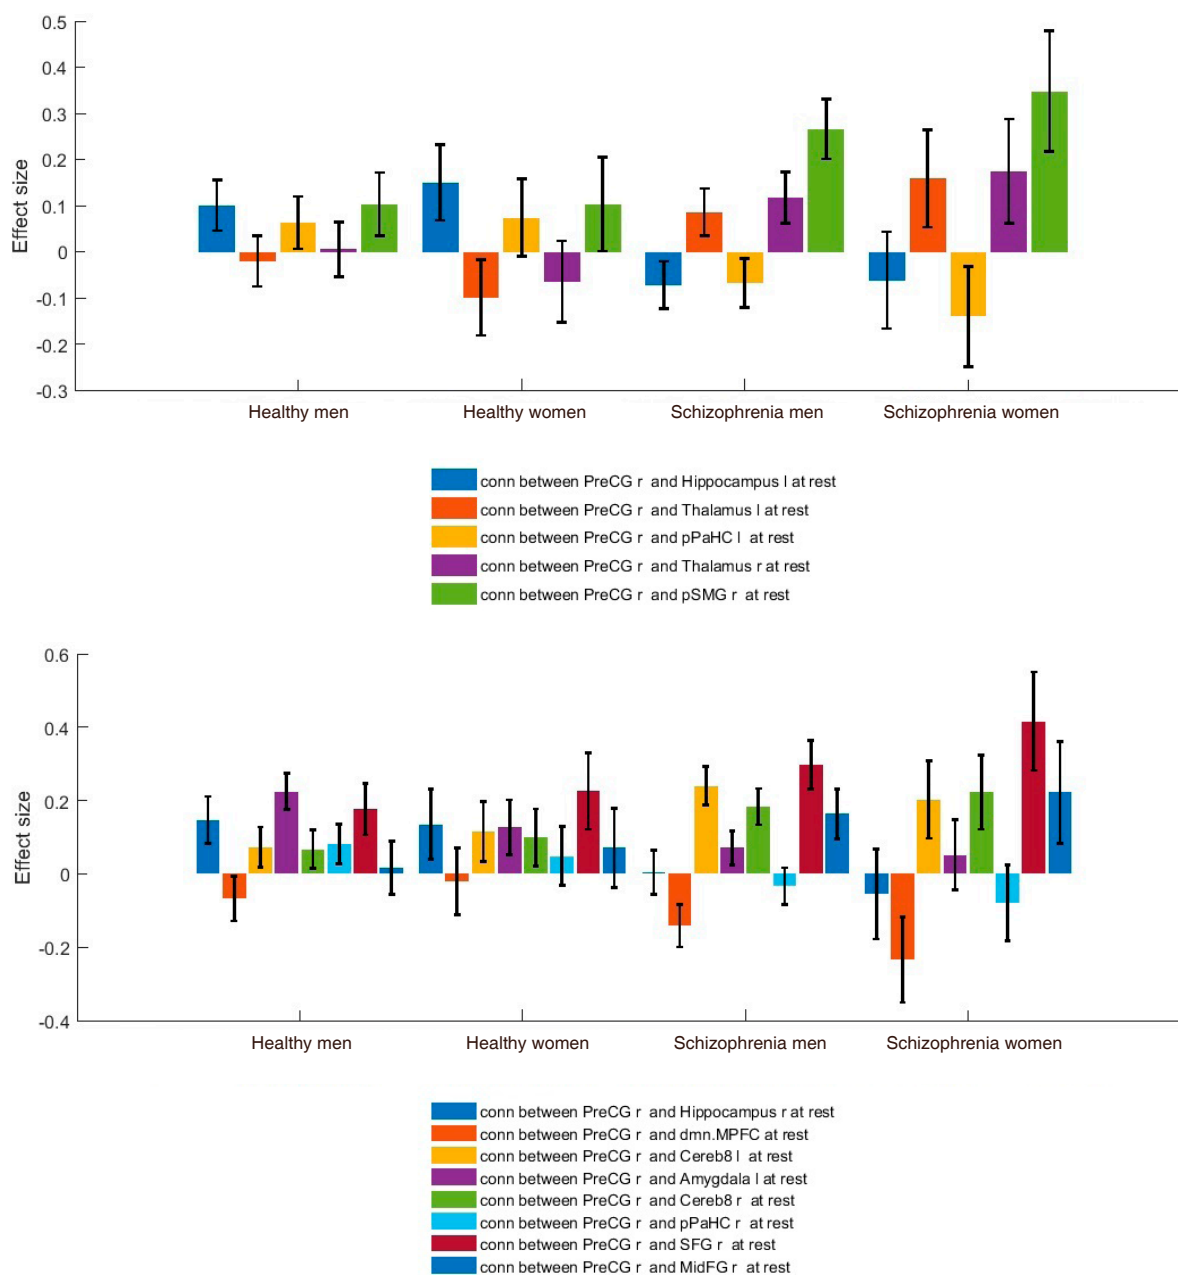 0.5
0.4
0.3
0.2
0.1
0
-0.1
-0.2
-0.3
Effect size
Healthy men Healthy women Schizophrenia men Schizophrenia women
conn between PreCG r and Hippocampus l at rest
conn between PreCG r and Thalamus l at rest
conn between PreCG r and pPaHC l at rest
conn between PreCG r and Thalamus r at rest
conn between PreCG r and pSMG r at rest
0.6
0.4
0.2
0
-0.2
-0.4
Effect size
Healthy men Healthy women Schizophrenia men Schizophrenia women
conn between PreCG r and Hippocampus r at rest
conn between PreCG r and dmn.MPFC at rest
conn between PreCG r and Cereb8 l at rest
conn between PreCG r and Amygdala l at rest
conn between PreCG r and Cereb8 r at rest
conn between PreCG r and pPaHC r at rest
conn between PreCG r and SFG r at rest
conn between PreCG r and MidFG r at rest